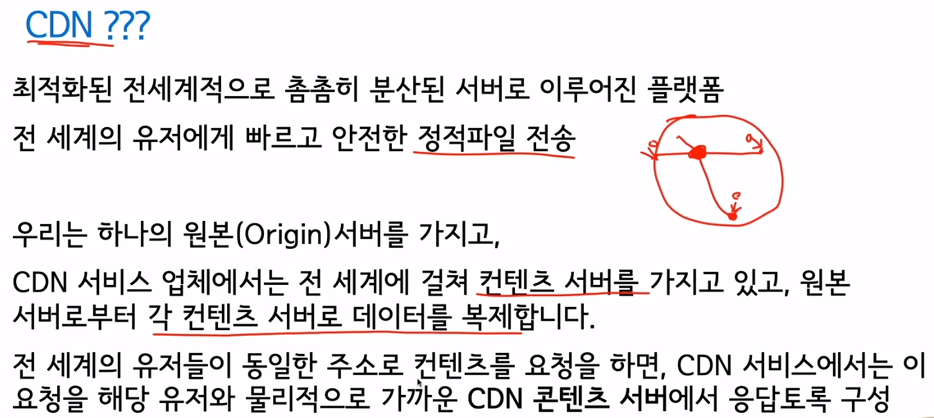 CDN ???
최적화된 전세계적으로 촘촘히 분산된 서버로 이루어진 플랫폼
전 세계의 유저에게 빠르고 안전한 정적파일 전송
우리는 하나의 원본(Origin)서버를 가지고,
CDN 서비스 업체에서는 전 세계에 걸쳐 컨텐츠 서버를 가지고 있고, 원본
서버로부터 각 컨텐츠 서버로 데이터를 복제합니다.
전 세계의 유저들이 동일한 주소로 컨텐츠를 요청을 하면, CDN 서비스에서는 이
요청을 해당 유저와 물리적으로 가까운 CDN 콘텐츠 서버에서 응답토록 구성